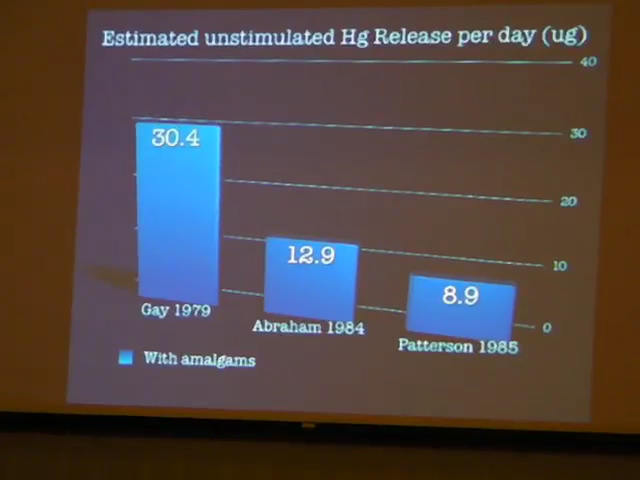 Estimated unstimulated Hg Release per day (ug)
40
30.4
30
20
12.9
10
8.9
0
Gay 1979
Abraham 1984
Patterson 1985
With amalgams